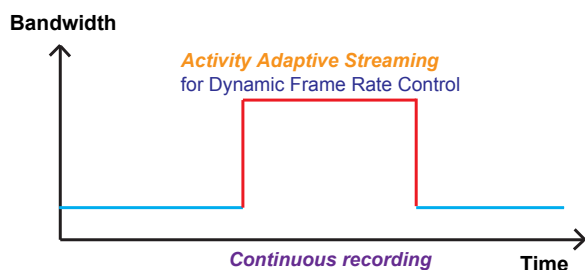 Bandwidth
Activity Adaptive Streaming
for Dynamic Frame Rate Control
Continuous recording
Time